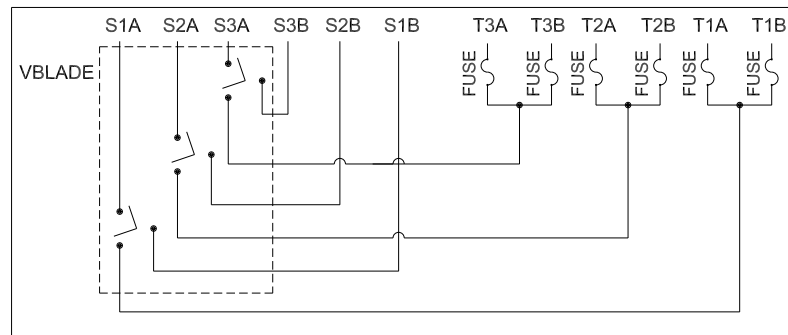 S1A S2A S3A S3B S2B S1B T3A T3B T2A T2B T1A T1B
VBLADE
FUSE FUSE FUSE FUSE FUSE FUSE